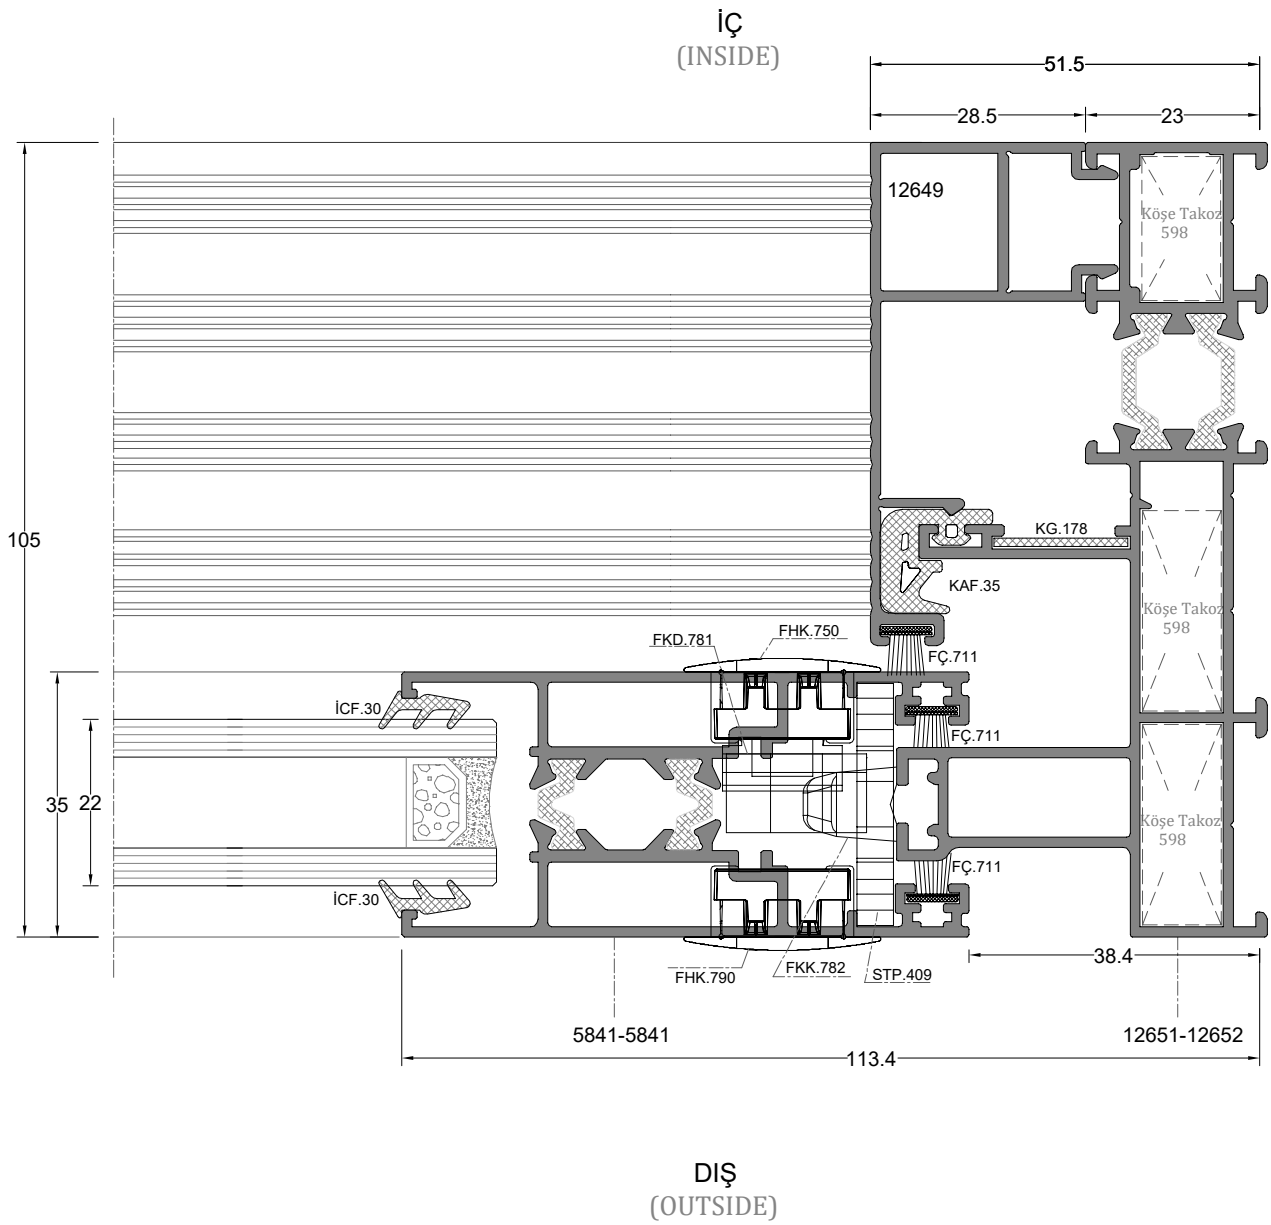 İÇ
(INSIDE)
51.5
28.5
23
12649
Köşe Takoz
598
105
KG.178
KAF.35
Köşe Takoz
598
FHK.750
FKD.781
FÇ.711
İCF.30
FÇ.711
35
22
Köşe Takoz
598
FÇ.711
İCF.30
38.4
FHK.790
FKK.782
STP.409
5841-5841
12651-12652
113.4
DIŞ
(OUTSIDE)